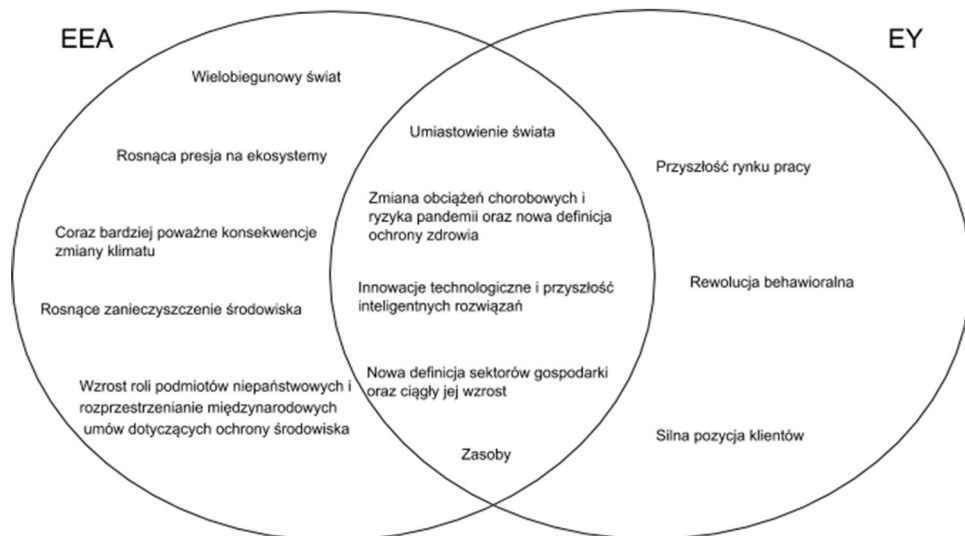 EEA
EY
Wielobiegunowy świat
Rosnąca presja na ekosystemy
Coraz bardziej poważne konsekwencje
zmiany klimatu
Rosnące zanieczyszczenie środowiska
Wzrost roli podmiotów niepaństwowych i
rozprzestrzenianie międzynarodowych
umów dotyczących ochrony środowiska
Umiastowienie świata
Zmiana obciążeń chorobowych i
ryzyka pandemii oraz nowa definicja
ochrony zdrowia
Innowacje technologiczne i przyszłość
inteligentnych rozwiązań
Nowa definicja sektorów gospodarki
oraz ciągły jej wzrost
Zasoby
Przyszłość rynku pracy
Rewolucja behawioralna
Silna pozycja klientów